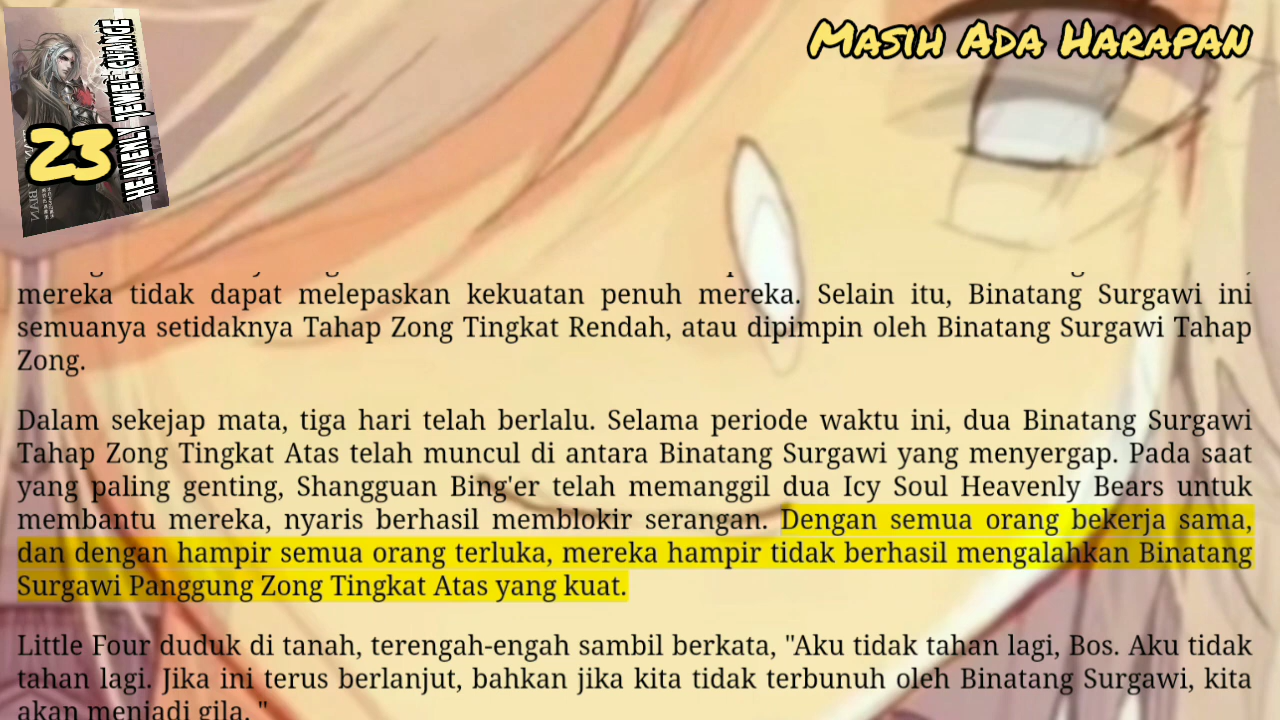 HEAVENLY JEWEL CHANGE
23
Masih Ada Harapan
mereka tidak dapat melepaskan kekuatan penuh mereka. Selain itu, Binatang Surgawi ini
semuanya setidaknya Tahap Zong Tingkat Rendah, atau dipimpin oleh Binatang Surgawi Tahap
Zong.
Dalam sekejap mata, tiga hari telah berlalu. Selama periode waktu ini, dua Binatang Surgawi
Tahap Zong Tingkat Atas telah muncul di antara Binatang Surgawi yang menyergap. Pada saat
yang paling genting, Shangguan Bing'er telah memanggil dua Icy Soul Heavenly Bears untuk
membantu mereka, nyaris berhasil memblokir serangan. Dengan semua orang bekerja sama,
dan dengan hampir semua orang terluka, mereka hampir tidak berhasil mengalahkan Binatang
Surgawi Panggung Zong Tingkat Atas yang kuat.
Little Four duduk di tanah, terengah-engah sambil berkata, "Aku tidak tahan lagi, Bos. Aku tidak
tahan lagi. Jika ini terus berlanjut, bahkan jika kita tidak terbunuh oleh Binatang Surgawi, kita
akan menjadi gila. "